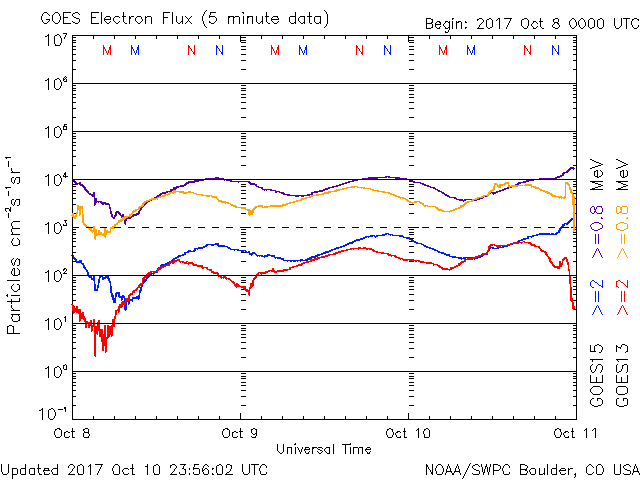 GOES Electron Flux (5 minute data)
Begin: 2017 Oct 8 0000 UTC
M M N N M M N N M M N N
10⁷
10⁶
10⁵
10⁴
10³
10²
10¹
10⁰
10⁻¹
Particles cm⁻²s⁻¹sr⁻¹
Oct 8 Oct 9 Oct 10 Oct 11
Universal Time
GOES15 >=2 >=0.8 MeV
GOES13 >=2 >=0.8 MeV
Updated 2017 Oct 10 23:56:02 UTC
NOAA/SWPC Boulder, CO USA